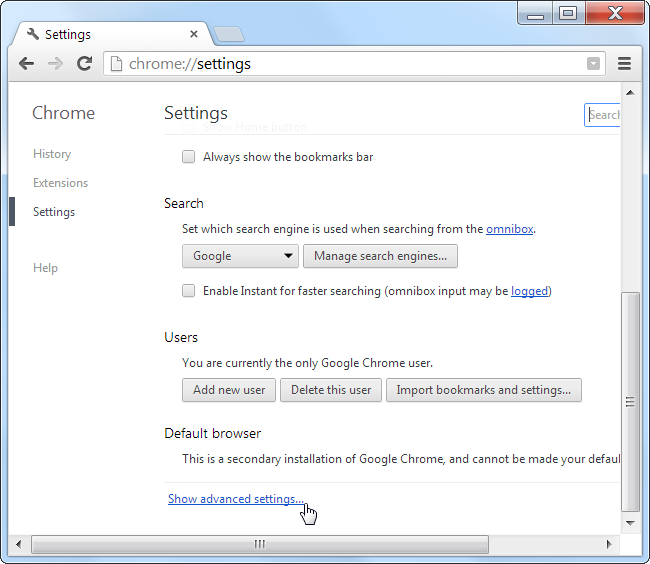 Settings
chrome://settings
Chrome
Settings
Search
Show Home button
History
Always show the bookmarks bar
Extensions
Settings
Search
Set which search engine is used when searching from the omnibox.
Google
Manage search engines...
Help
Enable Instant for faster searching (omnibox input may be logged)
Users
You are currently the only Google Chrome user.
Add new user
Delete this user
Import bookmarks and settings...
Default browser
This is a secondary installation of Google Chrome, and cannot be made your defaul
Show advanced settings...